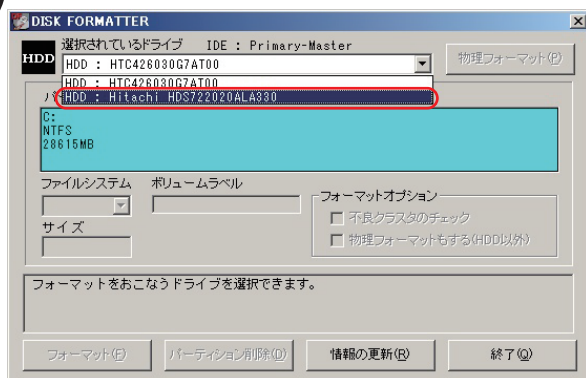 DISK FORMATTER
HDD
選択されているドライブ IDE : Primary-Master
HDD : HTC426030G7AT00
物理フォーマット(P)
HDD : HTC426030G7AT00
HDD : Hitachi HDS722020ALA330
C:
NTFS
28615MB
ファイルシステム ボリュームラベル
フォーマットオプション
不良クラスタのチェック
サイズ
物理フォーマットもする(HDD以外)
フォーマットをおこなうドライブを選択できます。
フォーマット(F) パーティション削除(D) 情報の更新(R) 終了(Q)